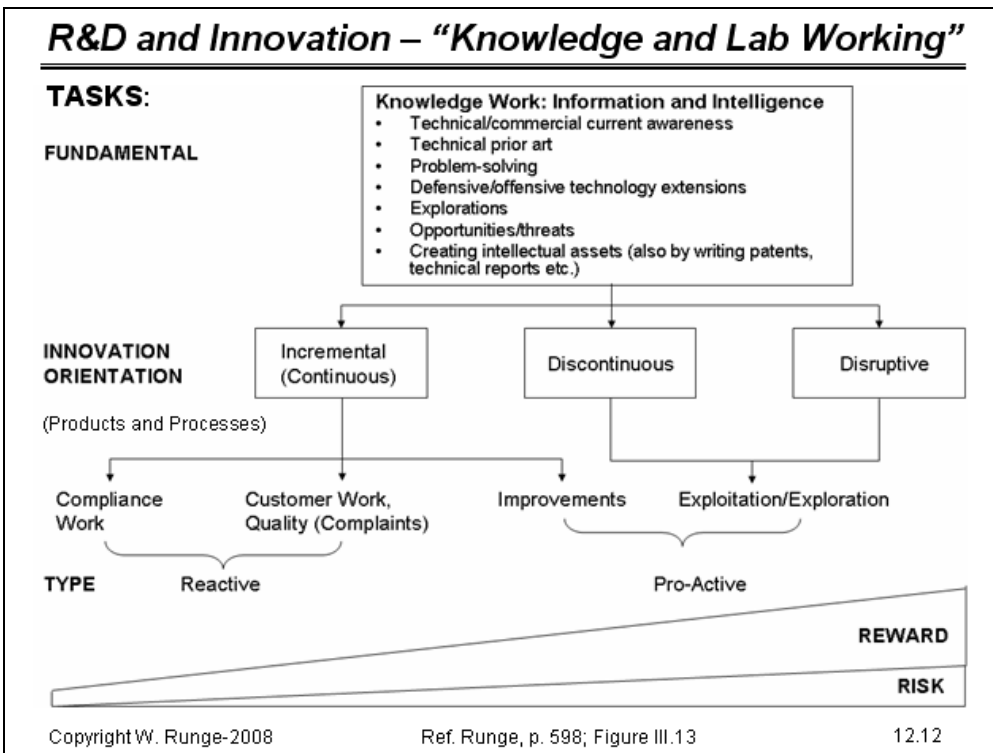 R&D and Innovation – “Knowledge and Lab Working”
TASKS:
FUNDAMENTAL
Knowledge Work: Information and Intelligence
• Technical/commercial current awareness
• Technical prior art
• Problem-solving
• Defensive/offensive technology extensions
• Explorations
• Opportunities/threats
• Creating intellectual assets (also by writing patents,
technical reports etc.)
INNOVATION
ORIENTATION
(Products and Processes)
Incremental
(Continuous)
Discontinuous
Disruptive
Compliance
Work
Customer Work,
Quality (Complaints)
Improvements
Exploitation/Exploration
TYPE
Reactive
Pro-Active
REWARD
RISK
Copyright W. Runge-2008
Ref. Runge, p. 598; Figure III.13
12.12